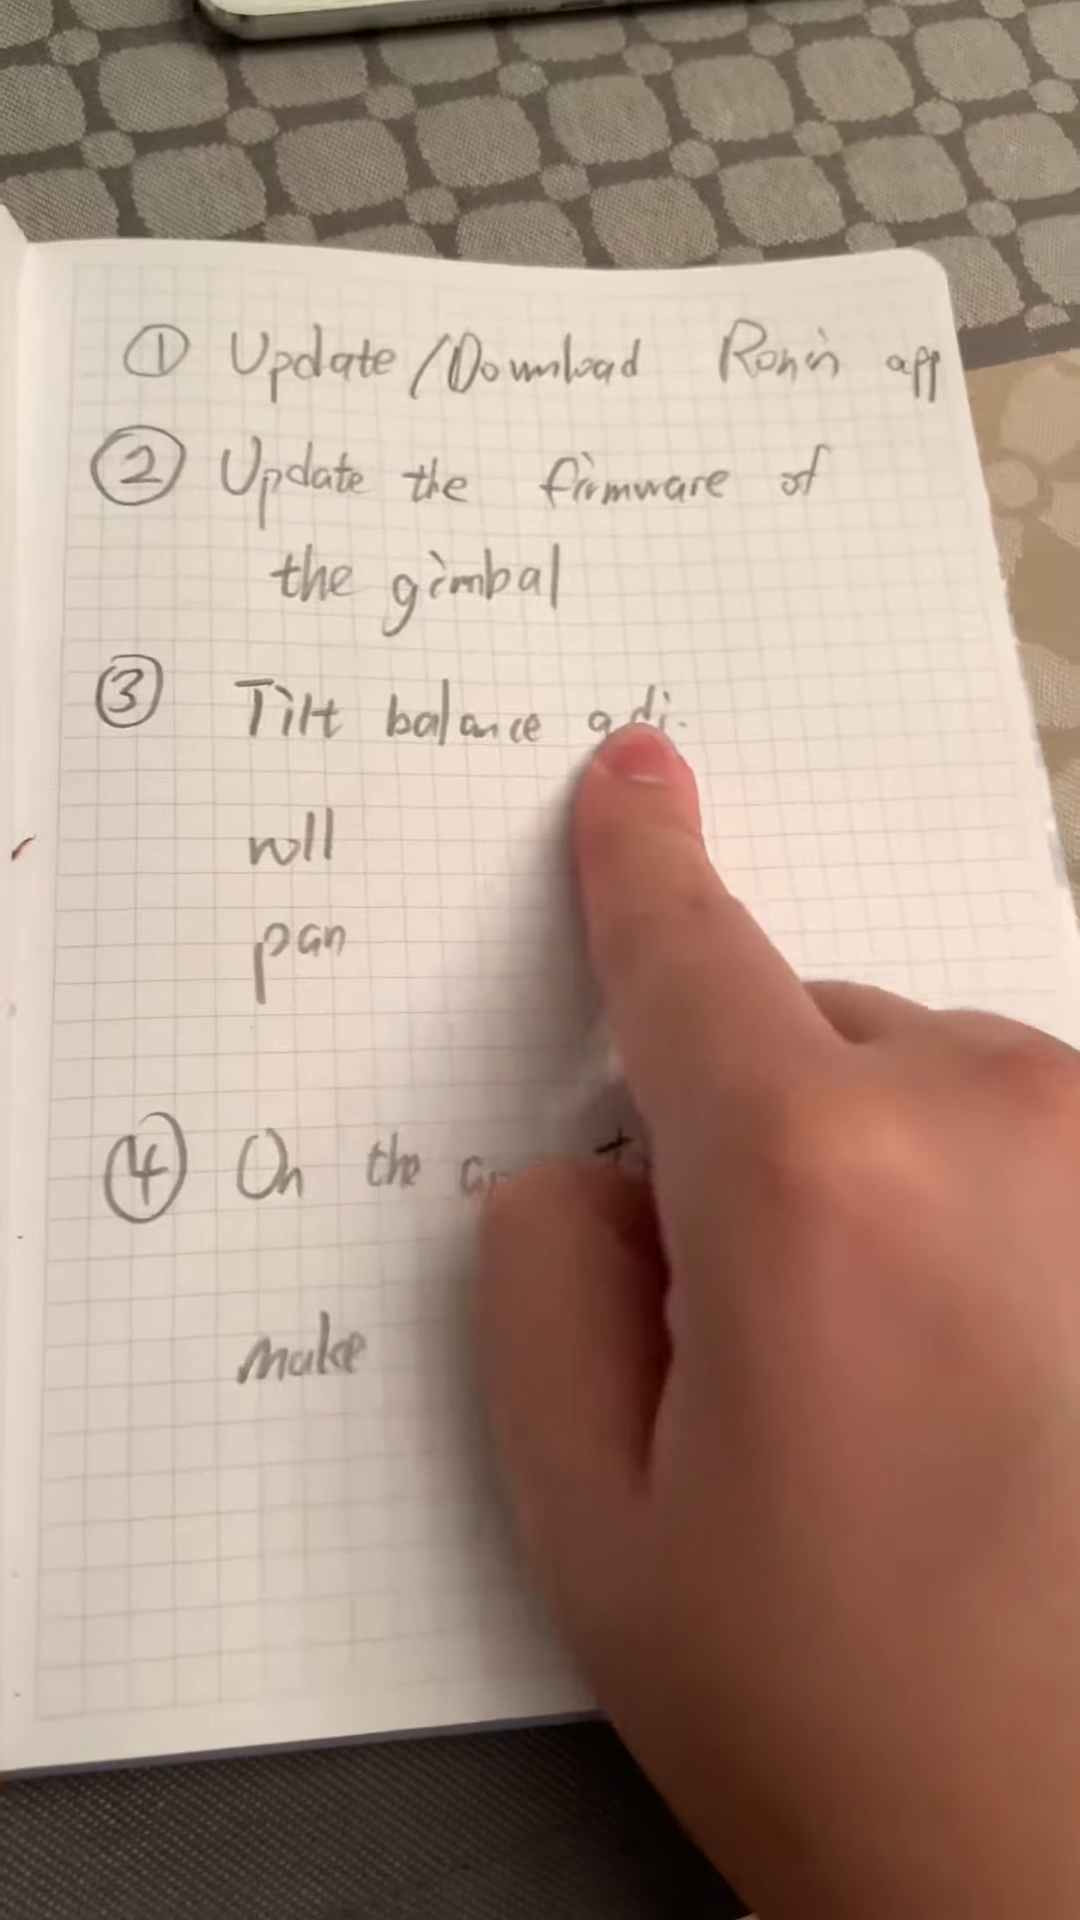 ① Update/Download Ronin app
② Update the firmware of
the gimbal
③ Tilt balance adj.
roll
pan
④ On the
make